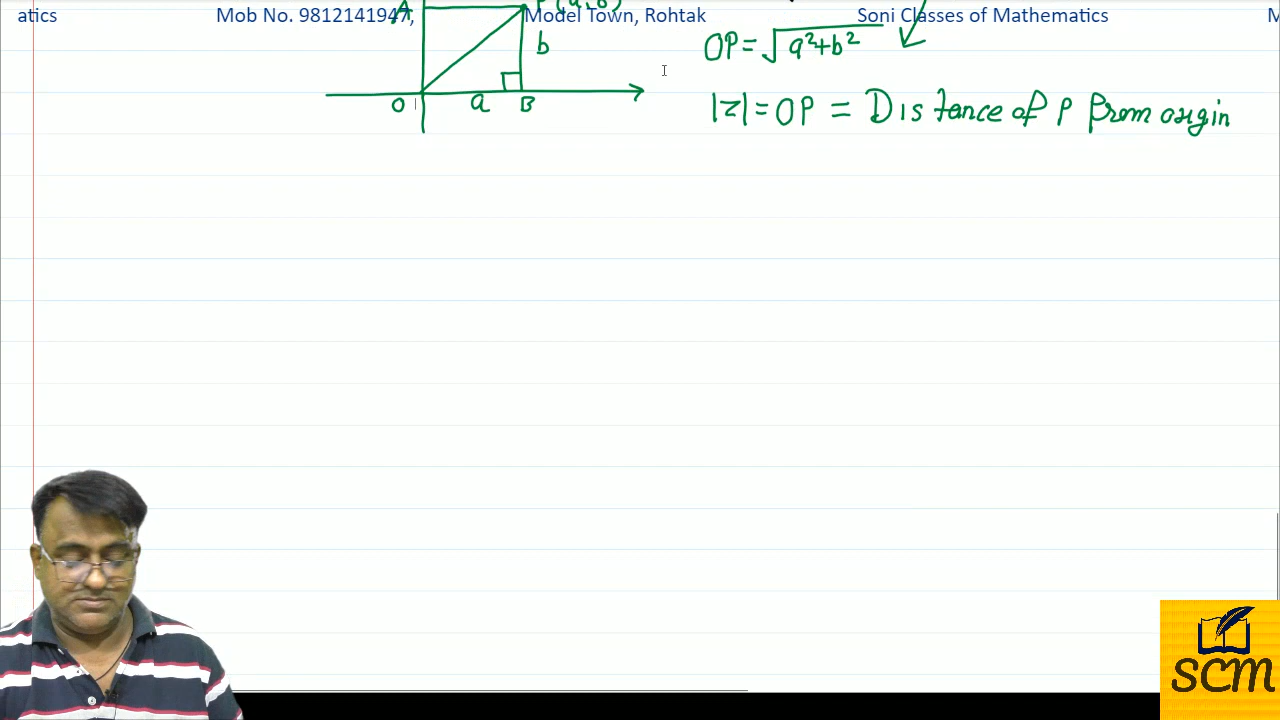 atics Mob No. 9812141947, Model Town, Rohtak Soni Classes of Mathematics M
A
b
OP = √a²+b²
O a B
|z| = OP = Distance of P from origin
SCM